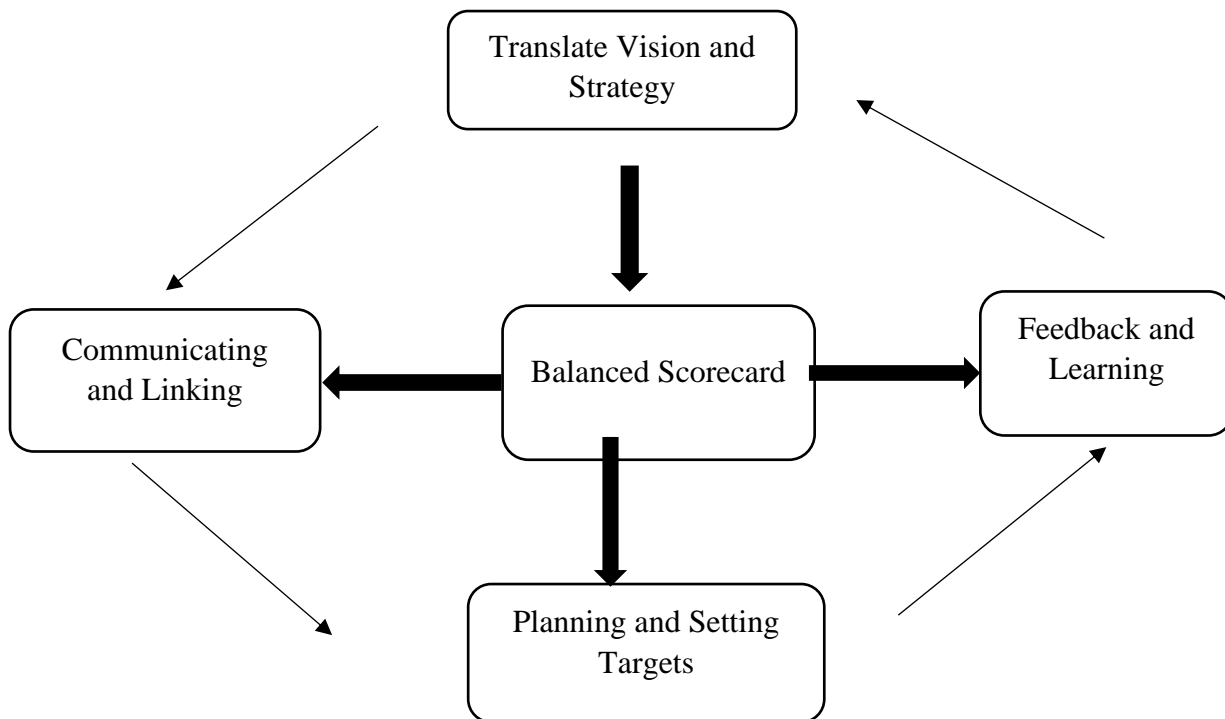 Translate Vision and
Strategy
Communicating
and Linking
Balanced Scorecard
Feedback and
Learning
Planning and Setting
Targets